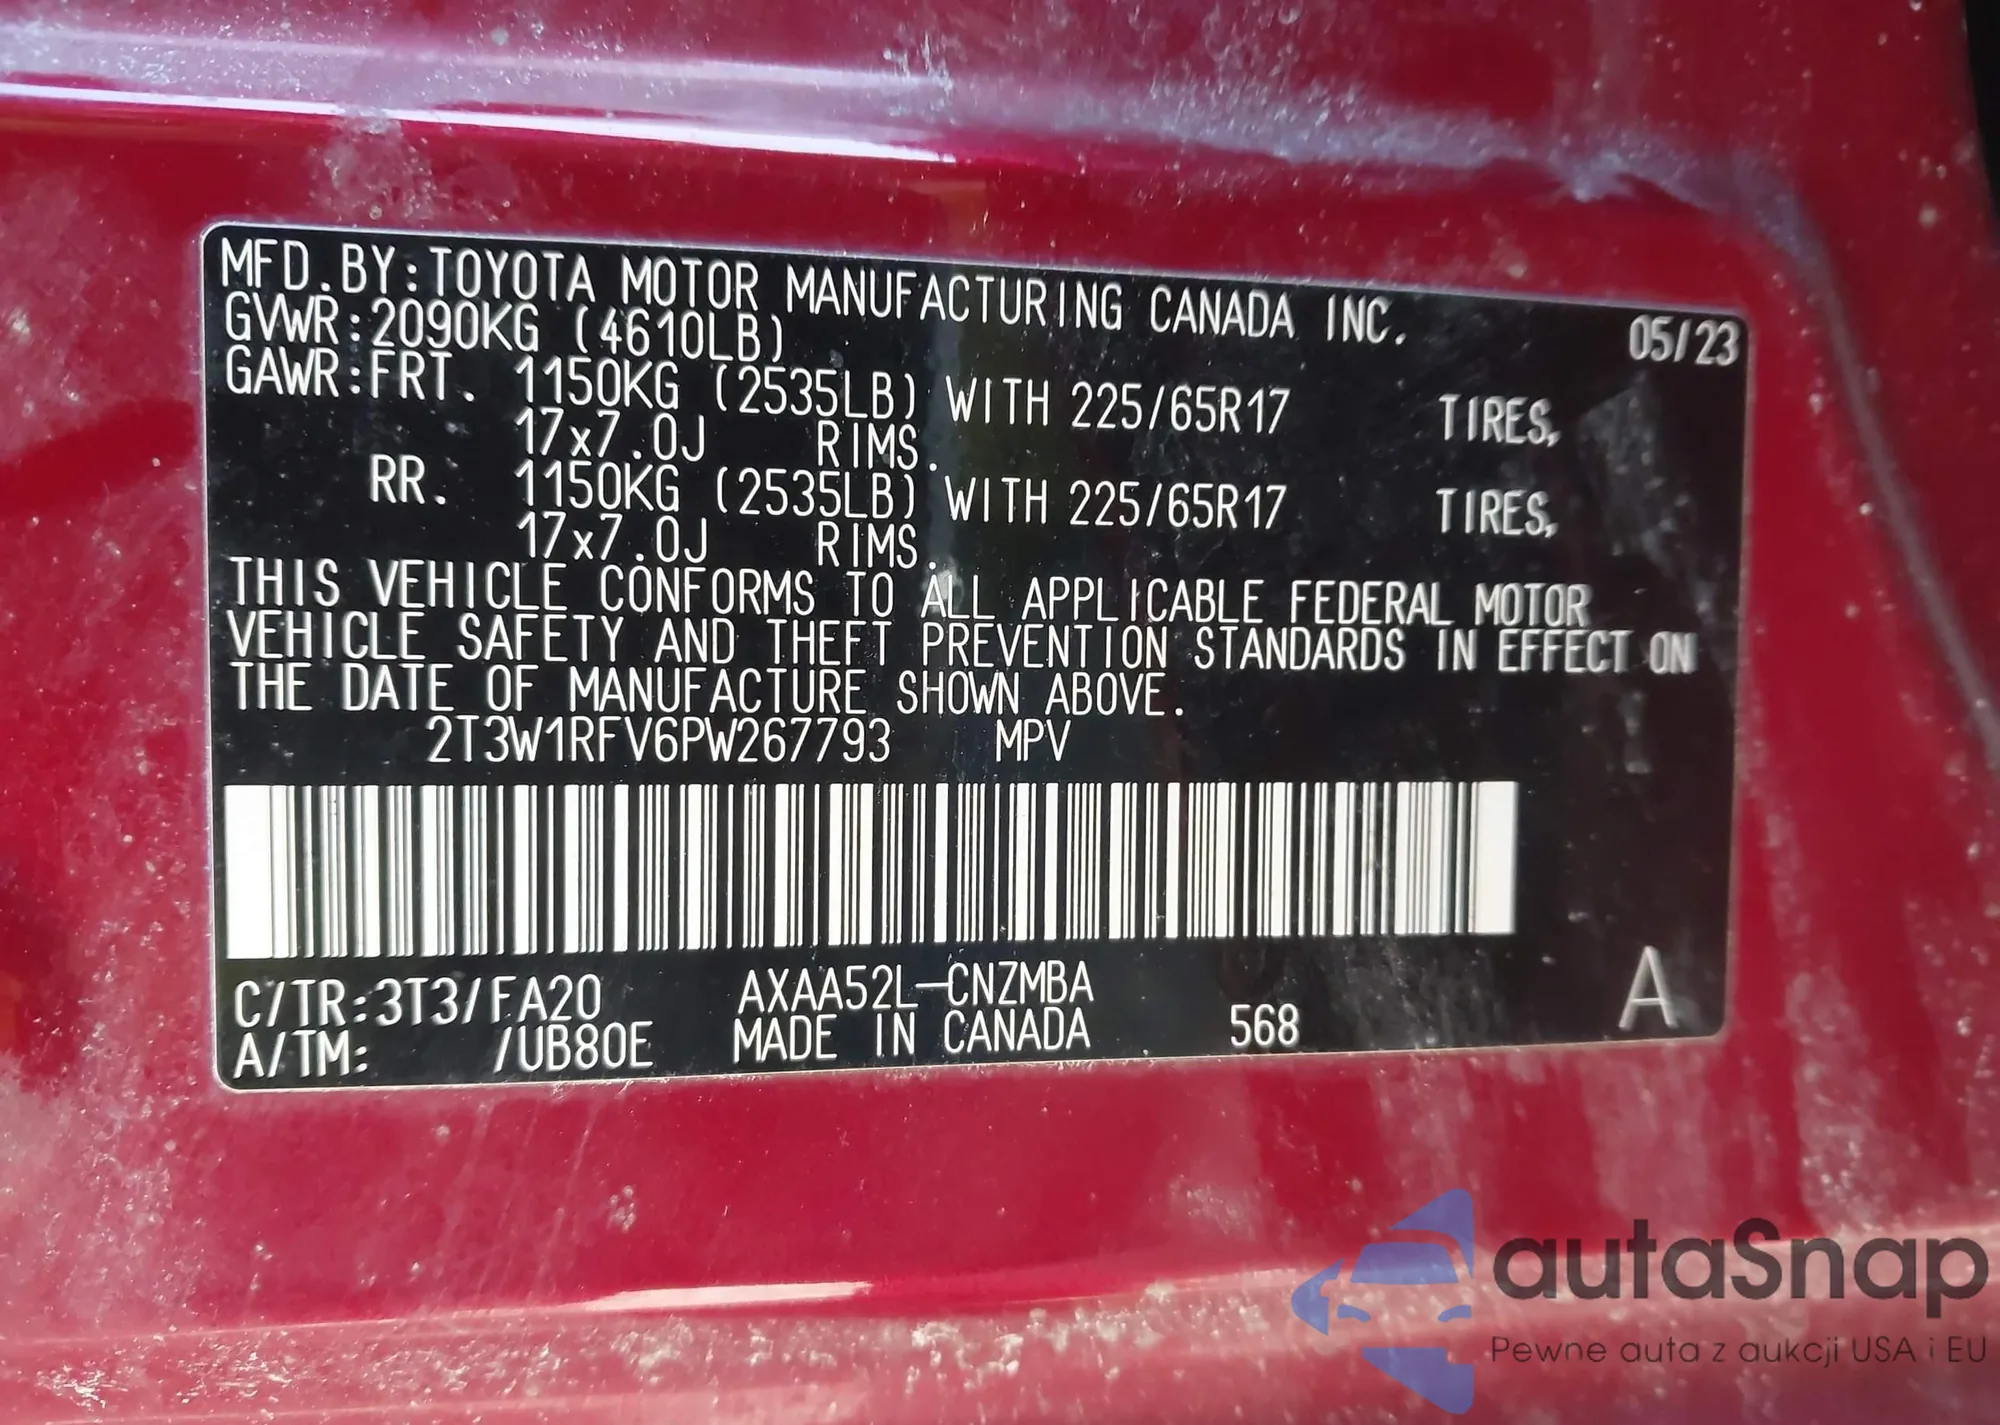 MFD.BY:TOYOTA MOTOR MANUFACTURING CANADA INC. 05/23
GVWR:2090KG (4610LB)
GAWR:FRT. 1150KG (2535LB) WITH 225/65R17 TIRES,
17x7.0J RIMS.
RR. 1150KG (2535LB) WITH 225/65R17 TIRES,
17x7.0J RIMS.
THIS VEHICLE CONFORMS TO ALL APPLICABLE FEDERAL MOTOR
VEHICLE SAFETY AND THEFT PREVENTION STANDARDS IN EFFECT ON
THE DATE OF MANUFACTURE SHOWN ABOVE.
2T3W1RFV6PW267793 MPV
C/TR:3T3/FA20 AXAA52L-CNZMBA A
A/TM: /UB80E MADE IN CANADA 568
autaSnap
Pewne auta z aukcji USA i EU